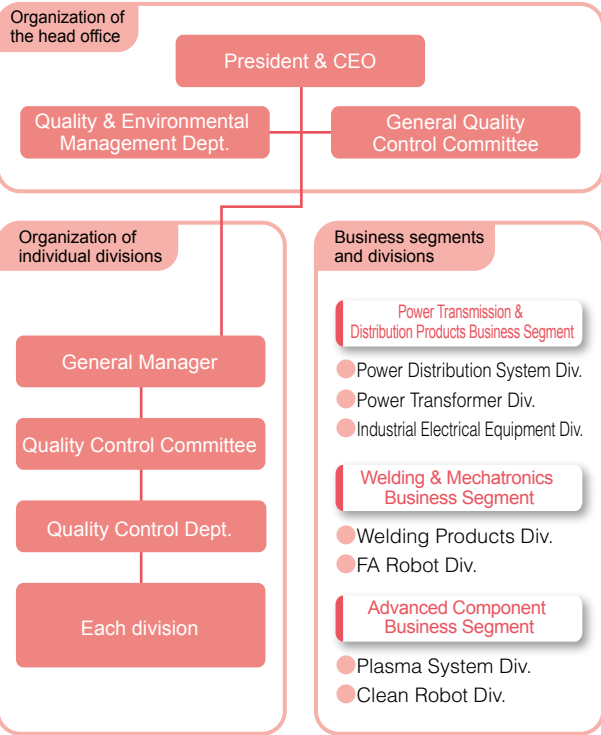 Organization of
the head office
President & CEO
Quality & Environmental
Management Dept.
General Quality
Control Committee
Organization of
individual divisions
General Manager
Quality Control Committee
Quality Control Dept.
Each division
Business segments
and divisions
Power Transmission &
Distribution Products Business Segment
Power Distribution System Div.
Power Transformer Div.
Industrial Electrical Equipment Div.
Welding & Mechatronics
Business Segment
Welding Products Div.
FA Robot Div.
Advanced Component
Business Segment
Plasma System Div.
Clean Robot Div.